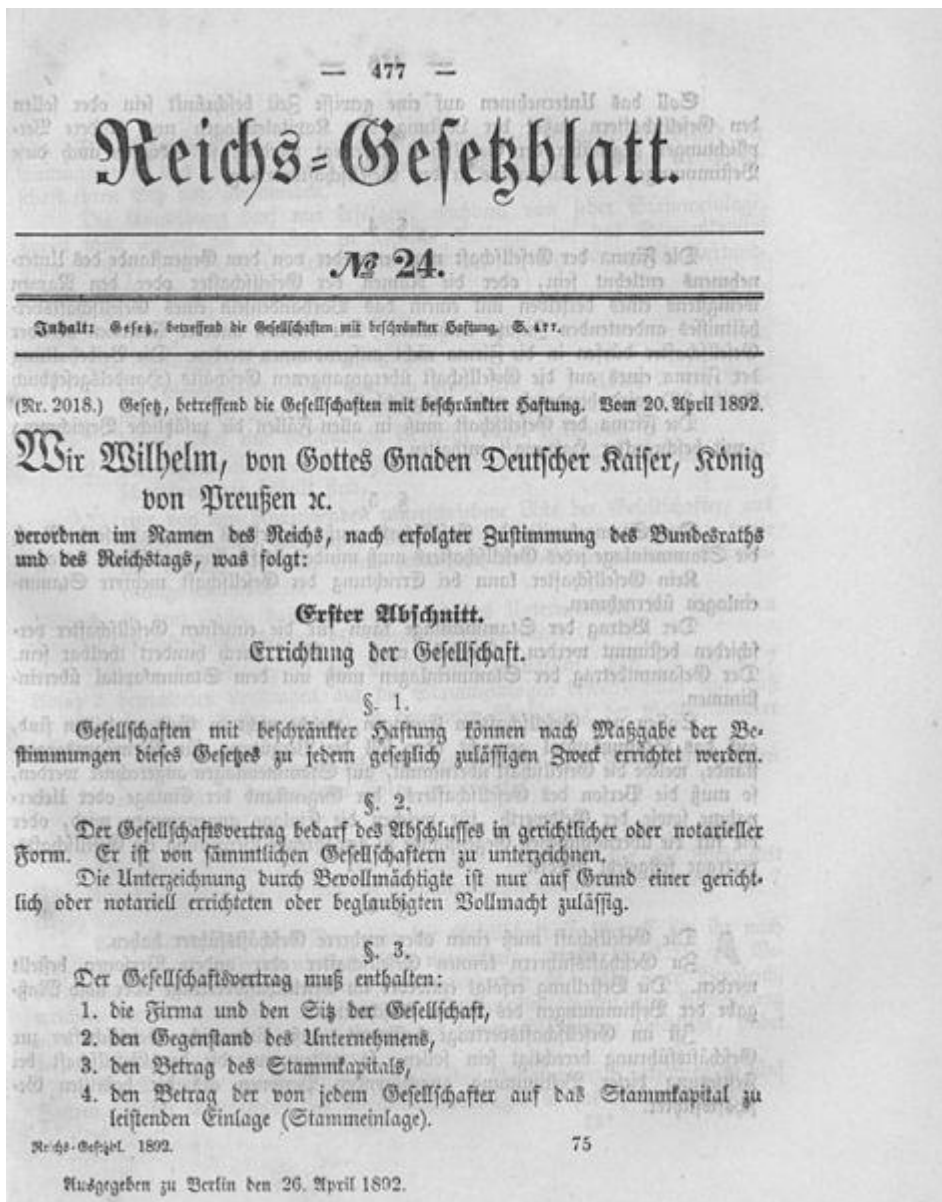 — 477 —
Reichs-Gesetzblatt.
№ 24.
Inhalt: Gesetz, betreffend die Gesellschaften mit beschränkter Haftung. S. 477.
(Nr. 2018.) Gesetz, betreffend die Gesellschaften mit beschränkter Haftung. Vom 20. April 1892.
Wir Wilhelm, von Gottes Gnaden Deutscher Kaiser, König
von Preußen ꝛc.
verordnen im Namen des Reichs, nach erfolgter Zustimmung des Bundesraths
und des Reichstags, was folgt:
Erster Abschnitt.
Errichtung der Gesellschaft.
§. 1.
Gesellschaften mit beschränkter Haftung können nach Maßgabe der Be-
stimmungen dieses Gesetzes zu jedem gesetzlich zulässigen Zweck errichtet werden.
§. 2.
Der Gesellschaftsvertrag bedarf des Abschlusses in gerichtlicher oder notarieller
Form. Er ist von sämmtlichen Gesellschaftern zu unterzeichnen.
Die Unterzeichnung durch Bevollmächtigte ist nur auf Grund einer gericht-
lich oder notariell errichteten oder beglaubigten Vollmacht zulässig.
§. 3.
Der Gesellschaftsvertrag muß enthalten:
1. die Firma und den Sitz der Gesellschaft,
2. den Gegenstand des Unternehmens,
3. den Betrag des Stammkapitals,
4. den Betrag der von jedem Gesellschafter auf das Stammkapital zu
leistenden Einlage (Stammeinlage).
Reichs-Gesetzbl. 1892. 75
Ausgegeben zu Berlin den 26. April 1892.